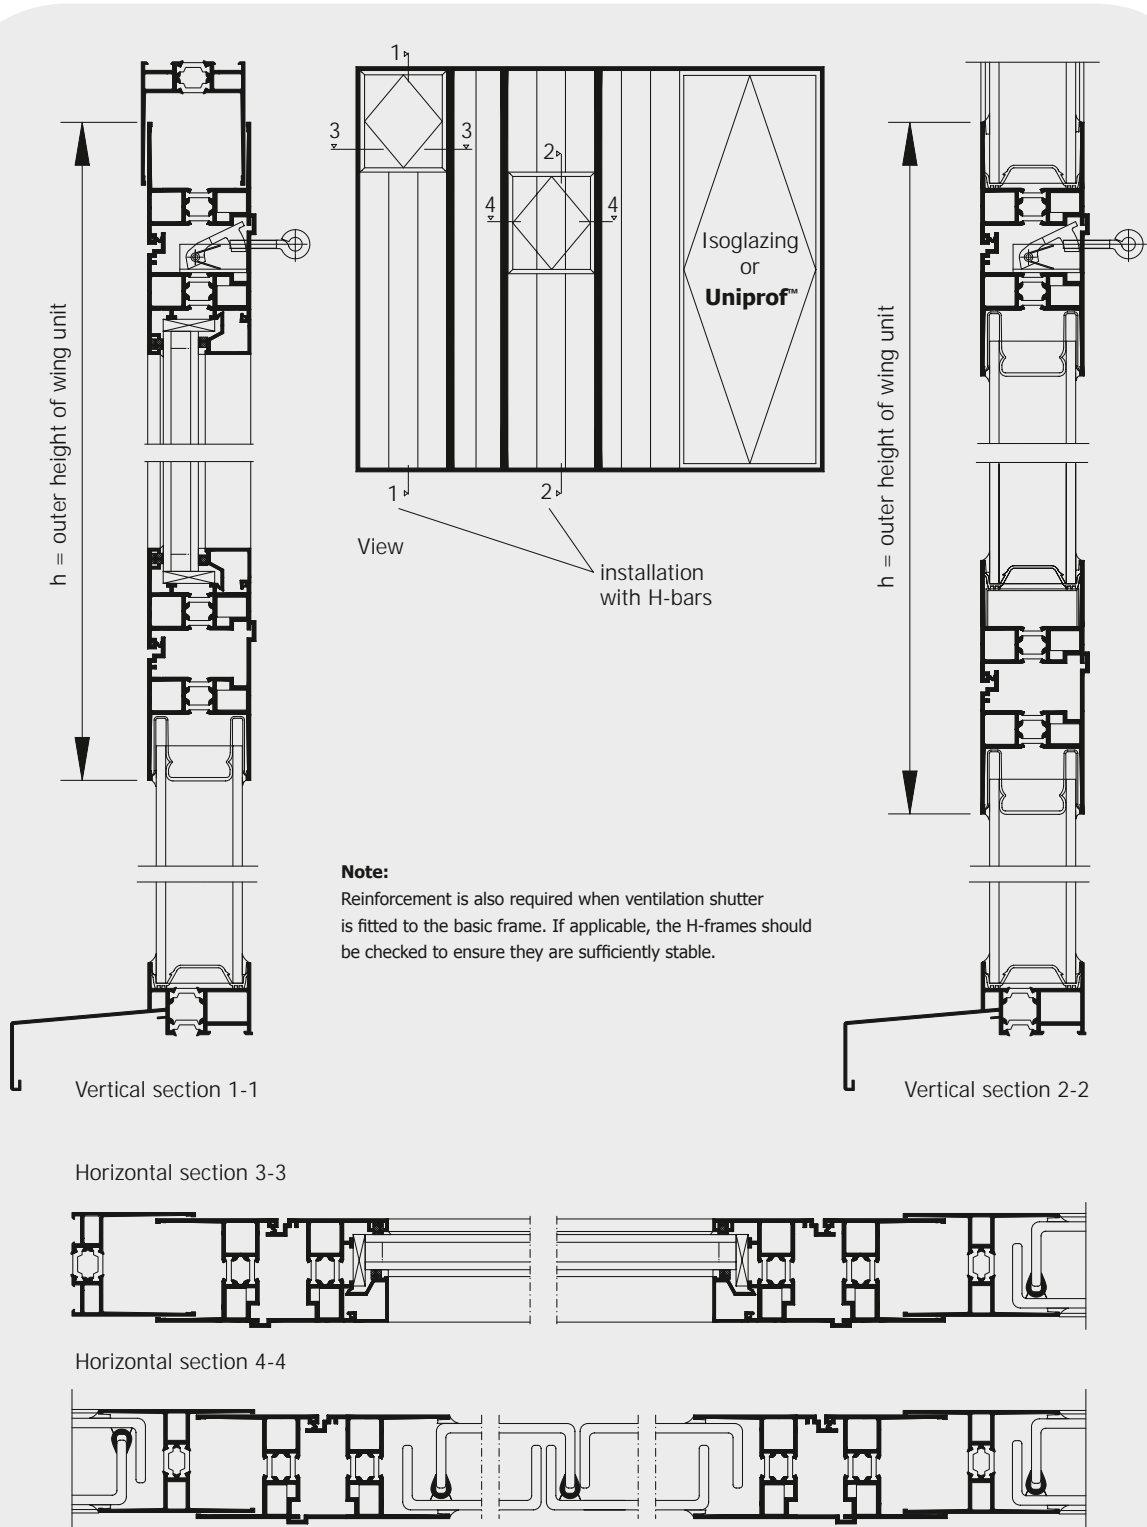 1
3
3
2
4
4
Isoglazing
or
Uniprof™
h = outer height of wing unit
h = outer height of wing unit
1
2
View
installation
with H-bars
Note:
Reinforcement is also required when ventilation shutter
is fitted to the basic frame. If applicable, the H-frames should
be checked to ensure they are sufficiently stable.
Vertical section 1-1
Vertical section 2-2
Horizontal section 3-3
Horizontal section 4-4